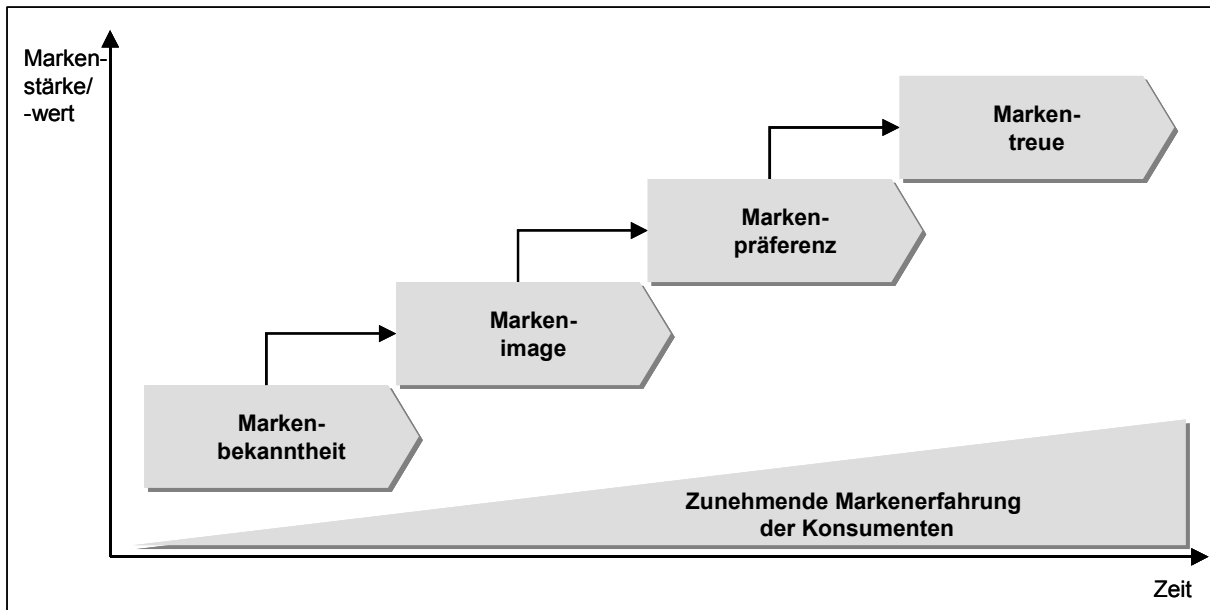 Marken-
stärke/
-wert
Marken-
treue
Marken-
präferenz
Marken-
image
Marken-
bekanntheit
Zunehmende Markenerfahrung
der Konsumenten
Zeit